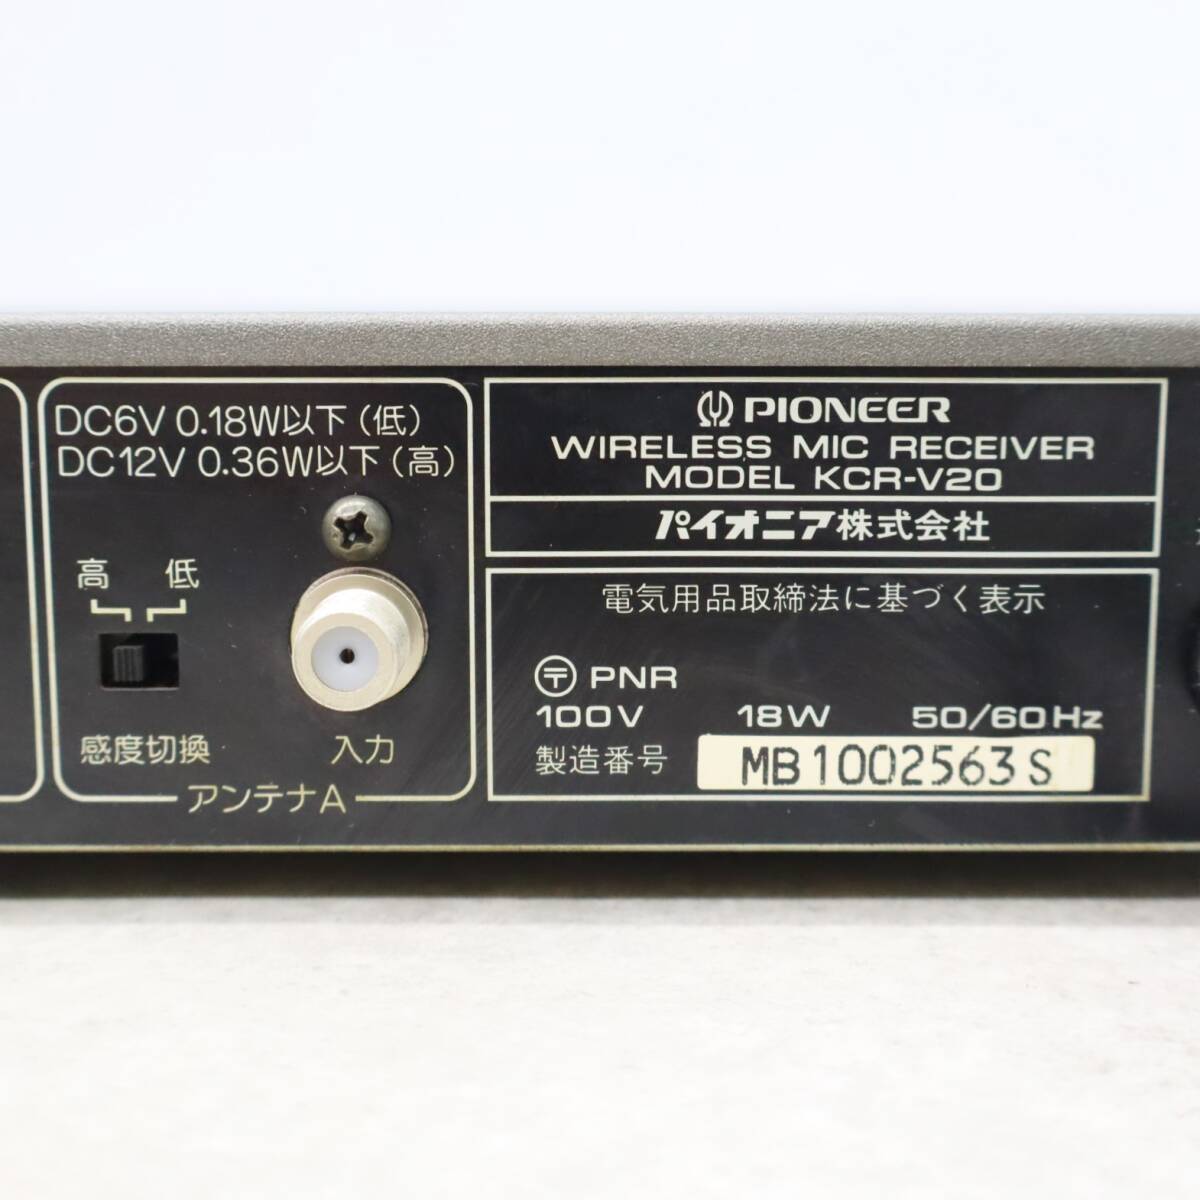 DC6V 0.18W以下(低)
DC12V 0.36W以下(高)
高 低
感度切換
入力
アンテナA
PIONEER
WIRELESS MIC RECEIVER
MODEL KCR-V20
パイオニア株式会社
電気用品取締法に基づく表示
〒 PNR
100V 18W 50/60Hz
製造番号 MB1002563S